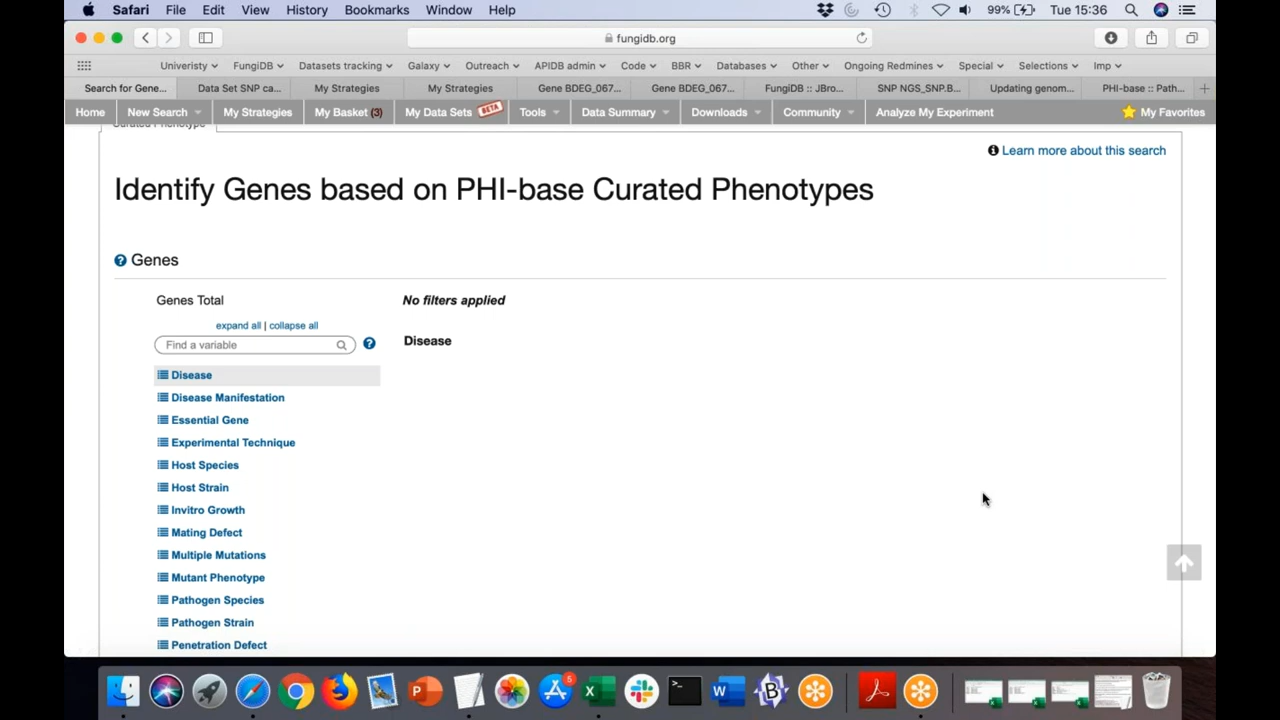 Safari File Edit View History Bookmarks Window Help 99% Tue 15:36
fungidb.org
Univeristy FungiDB Datasets tracking Galaxy Outreach APIDB admin Code BBR Databases Other Ongoing Redmines Special Selections Imp
Search for Gene... Data Set SNP ca... My Strategies My Strategies Gene BDEG_067... Gene BDEG_067... FungiDB :: JBro... SNP NGS_SNP.B... Updating genom... PHI-base :: Path...
Home New Search My Strategies My Basket (3) My Data Sets BETA Tools Data Summary Downloads Community Analyze My Experiment My Favorites
Curated Phenotype
Learn more about this search
Identify Genes based on PHI-base Curated Phenotypes
Genes
Genes Total No filters applied
expand all | collapse all
Find a variable
Disease
Disease
Disease Manifestation
Essential Gene
Experimental Technique
Host Species
Host Strain
Invitro Growth
Mating Defect
Multiple Mutations
Mutant Phenotype
Pathogen Species
Pathogen Strain
Penetration Defect
5